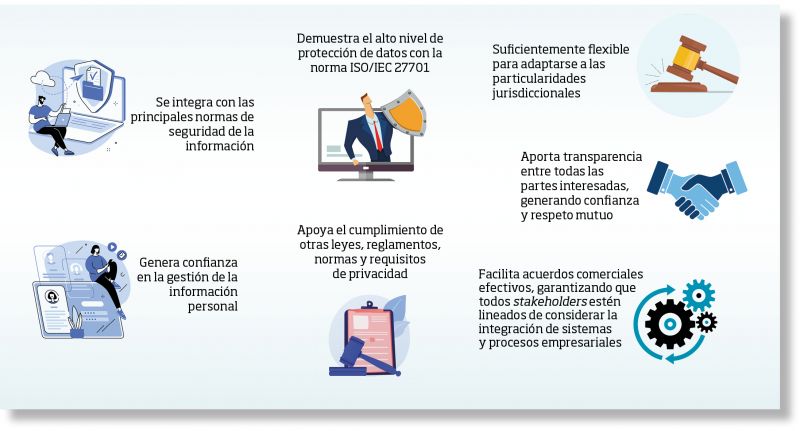 Se integra con las
principales normas de
seguridad de la
información
Genera confianza
en la gestión de la
información
personal
Demuestra el alto nivel de
protección de datos con la
norma ISO/IEC 27701
Apoya el cumplimiento de
otras leyes, reglamentos,
normas y requisitos
de privacidad
Suficientemente flexible
para adaptarse a las
particularidades
jurisdiccionales
Aporta transparencia
entre todas las
partes interesadas,
generando confianza
y respeto mutuo
Facilita acuerdos comerciales
efectivos, garantizando que
todos stakeholders estén
lineados de considerar la
integración de sistemas
y procesos empresariales